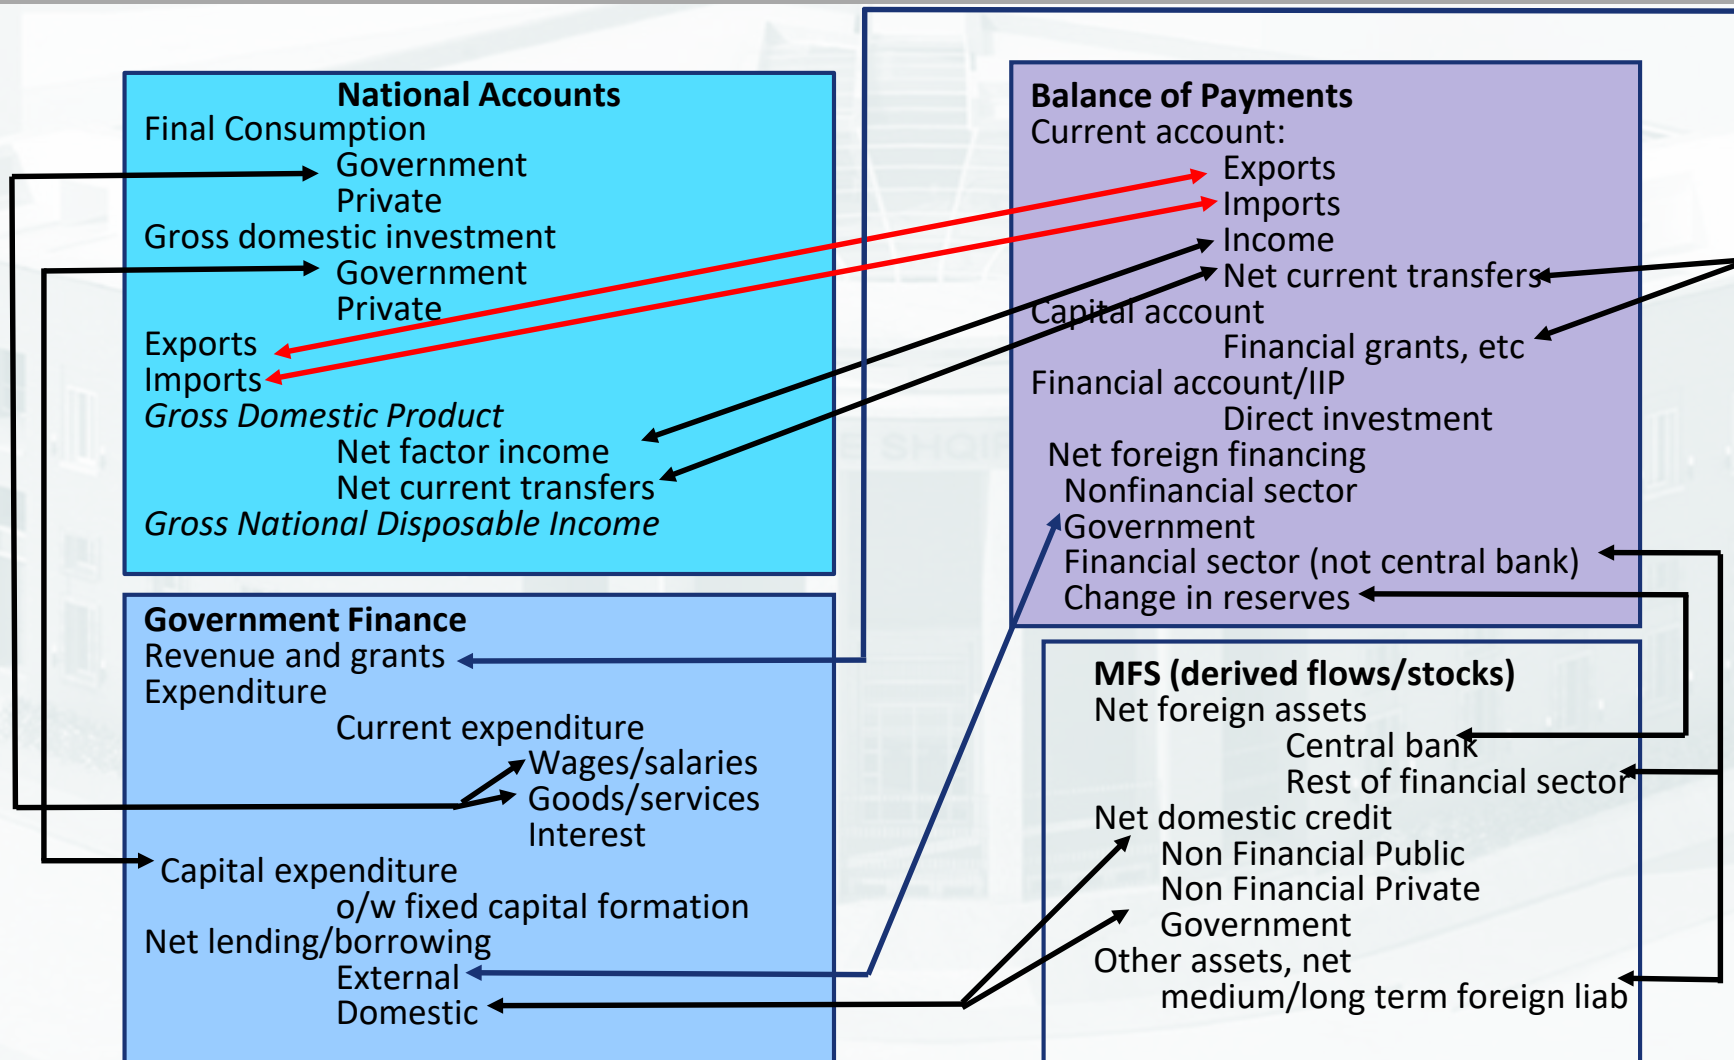 National Accounts
Final Consumption
Government
Private
Gross domestic investment
Government
Private
Exports
Imports
Gross Domestic Product
Net factor income
Net current transfers
Gross National Disposable Income
Government Finance
Revenue and grants
Expenditure
Current expenditure
Wages/salaries
Goods/services
Interest
Capital expenditure
o/w fixed capital formation
Net lending/borrowing
External
Domestic
Balance of Payments
Current account:
Exports
Imports
Income
Net current transfers
Capital account
Financial grants, etc
Financial account/IIP
Direct investment
Net foreign financing
Nonfinancial sector
Government
Financial sector (not central bank)
Change in reserves
MFS (derived flows/stocks)
Net foreign assets
Central bank
Rest of financial sector
Net domestic credit
Non Financial Public
Non Financial Private
Government
Other assets, net
medium/long term foreign liab